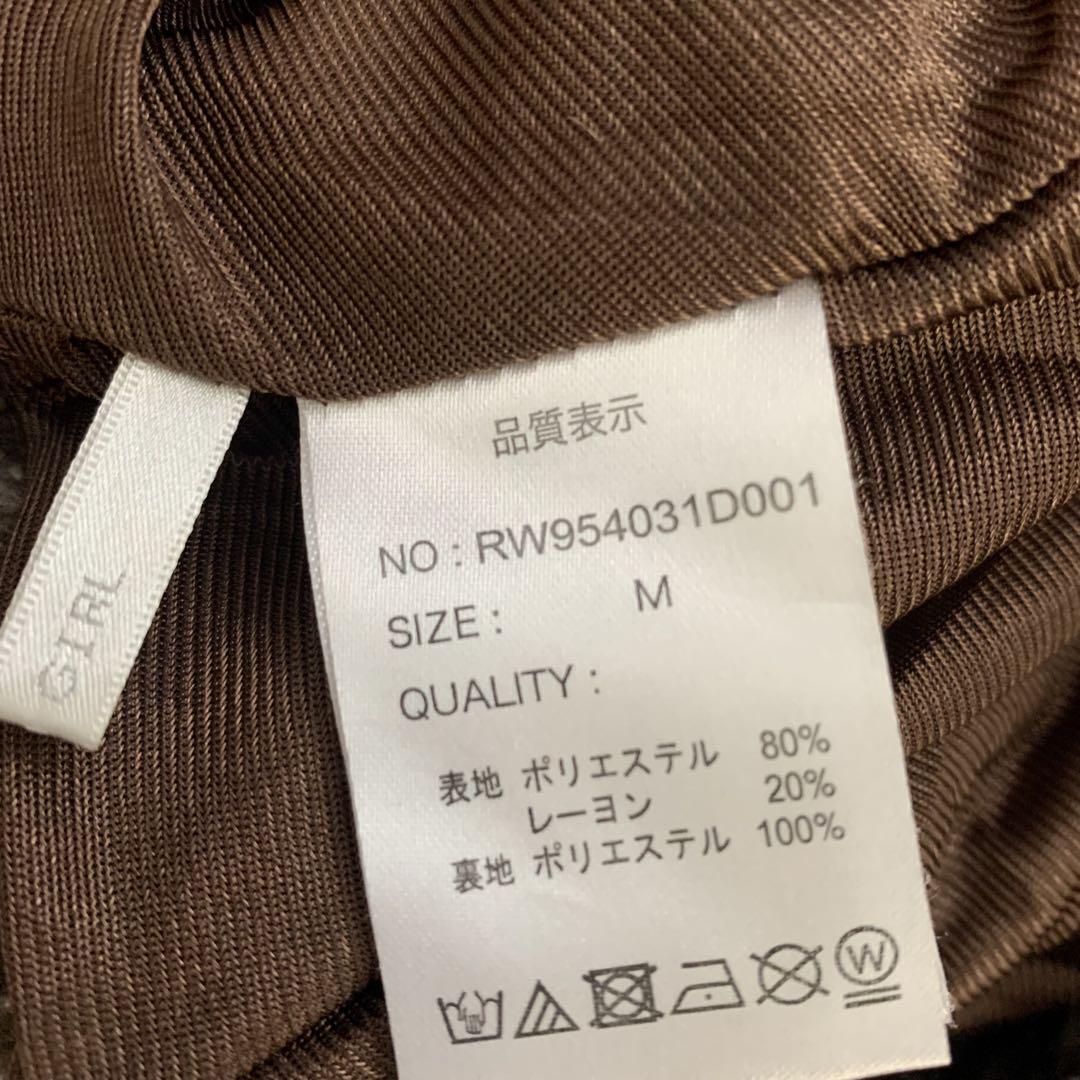 GIRL
品質表示
NO : RW954031D001
SIZE : M
QUALITY :
表地 ポリエステル 80%
レーヨン 20%
裏地 ポリエステル 100%
W